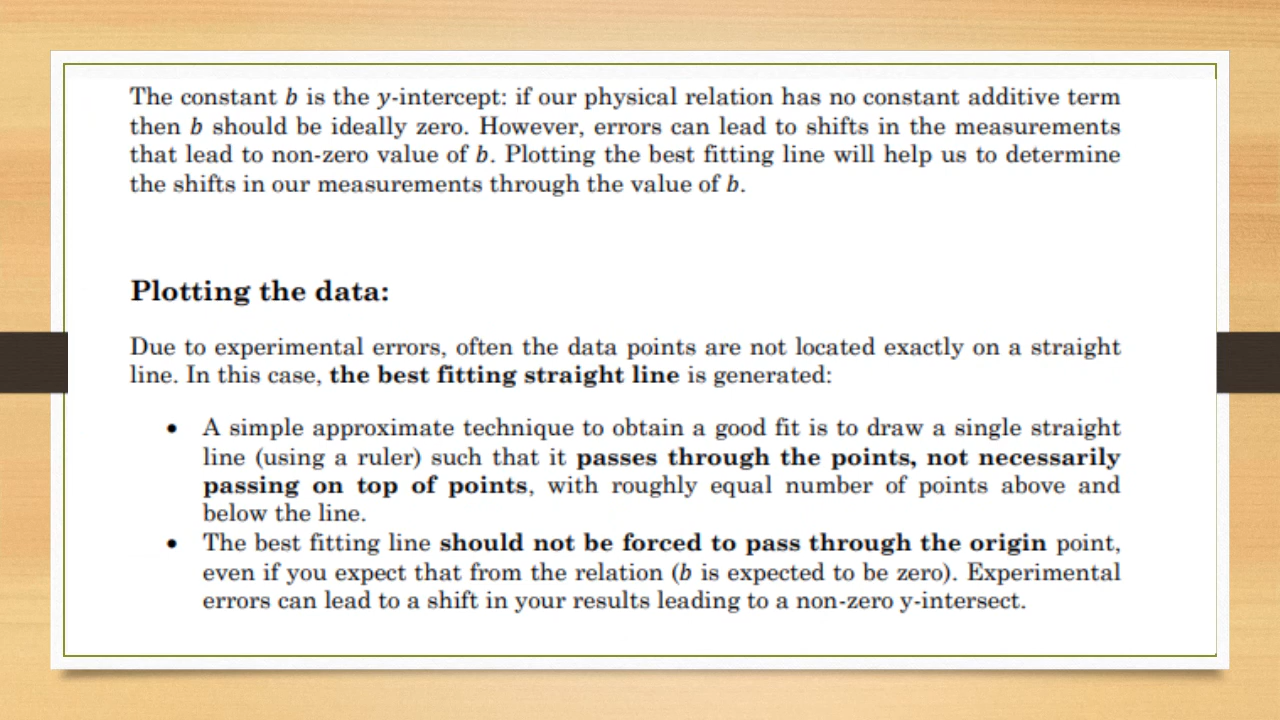 The constant b is the y-intercept: if our physical relation has no constant additive term
then b should be ideally zero. However, errors can lead to shifts in the measurements
that lead to non-zero value of b. Plotting the best fitting line will help us to determine
the shifts in our measurements through the value of b.
Plotting the data:
Due to experimental errors, often the data points are not located exactly on a straight
line. In this case, the best fitting straight line is generated:
• A simple approximate technique to obtain a good fit is to draw a single straight
line (using a ruler) such that it passes through the points, not necessarily
passing on top of points, with roughly equal number of points above and
below the line.
• The best fitting line should not be forced to pass through the origin point,
even if you expect that from the relation (b is expected to be zero). Experimental
errors can lead to a shift in your results leading to a non-zero y-intersect.